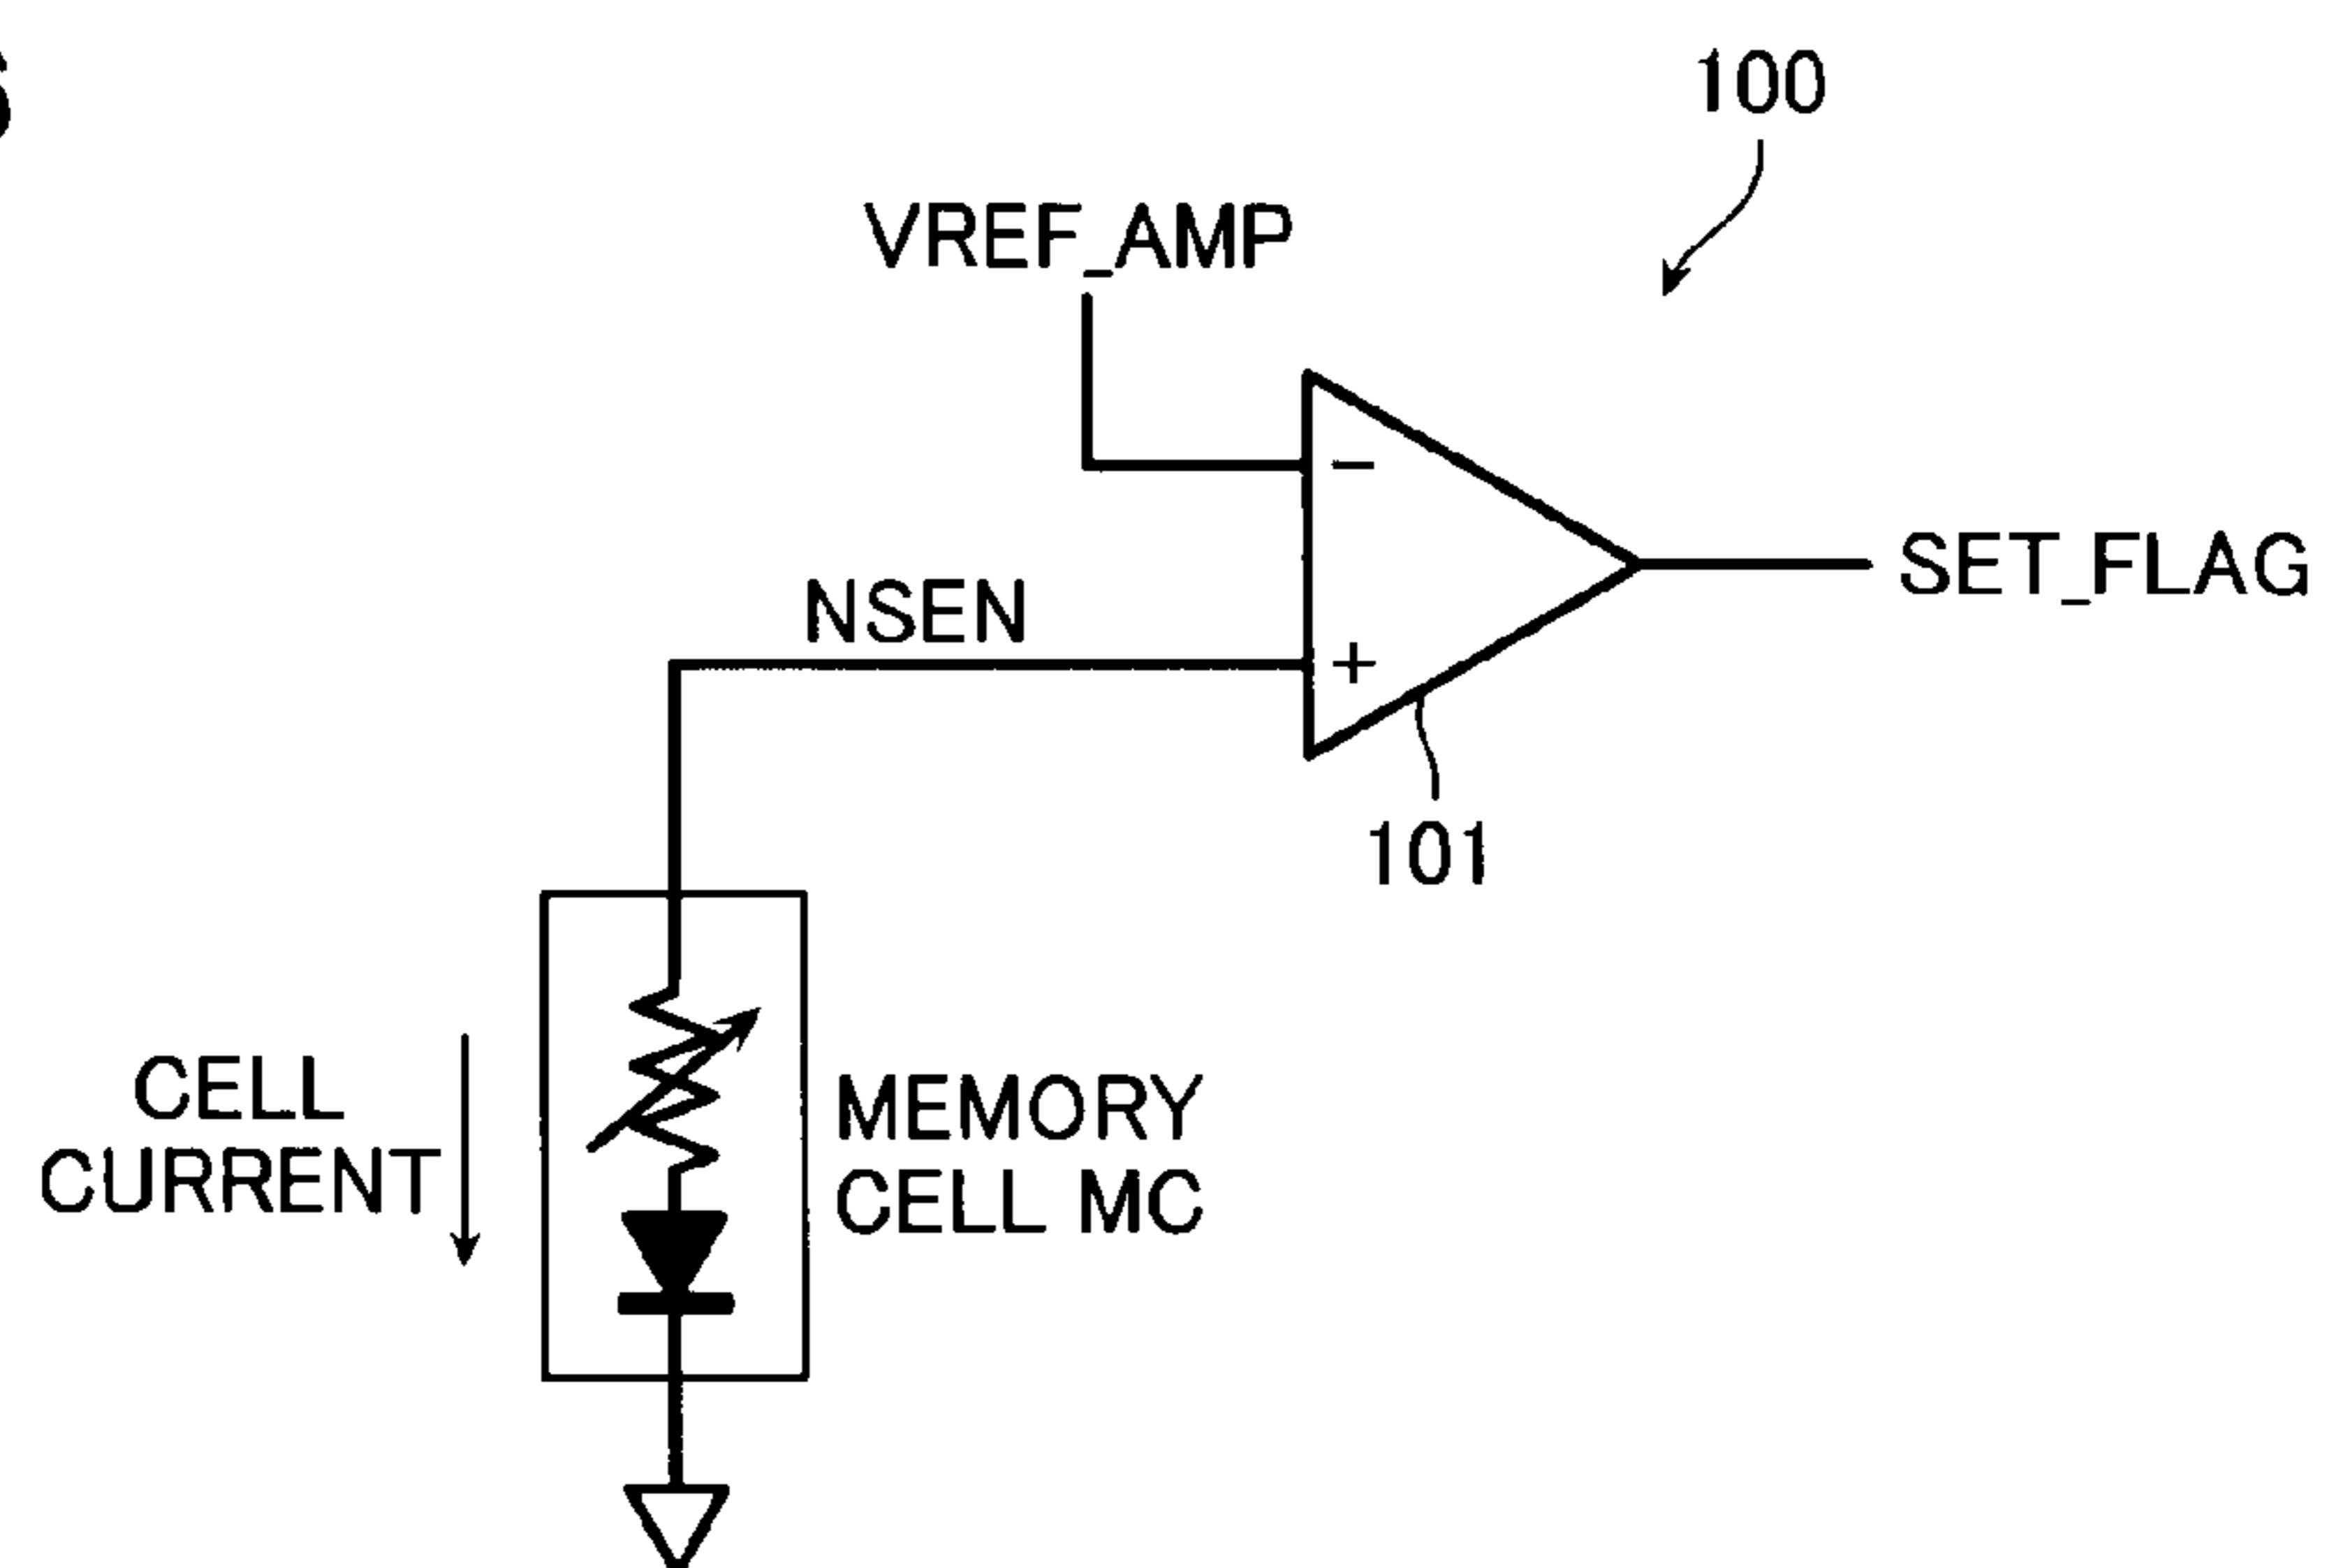 100
VREF_AMP
−
SET_FLAG
NSEN
+
101
CELL
CURRENT
MEMORY
CELL MC